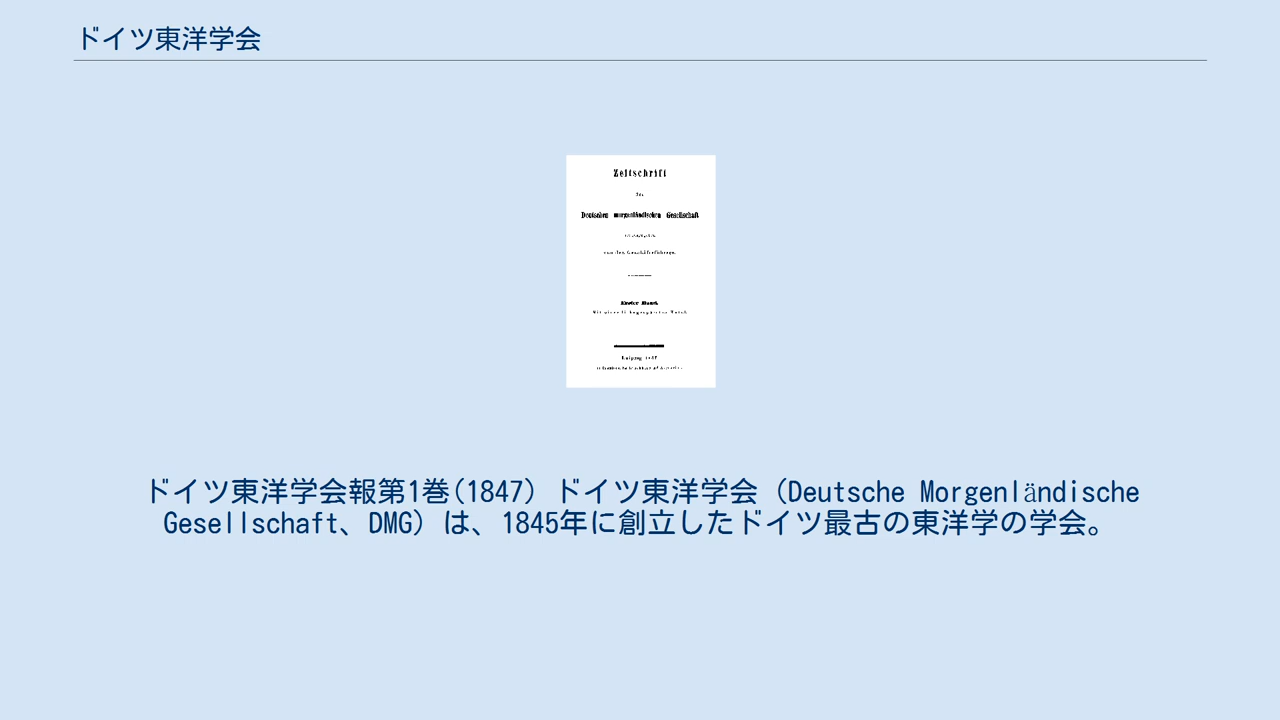 ドイツ東洋学会
Zeitschrift
Deutschen morgenländischen Gesellschaft
Erster Band.
Leipzig 1847
ドイツ東洋学会報第1巻(1847) ドイツ東洋学会 (Deutsche Morgenländische
Gesellschaft、DMG) は、1845年に創立したドイツ最古の東洋学の学会。